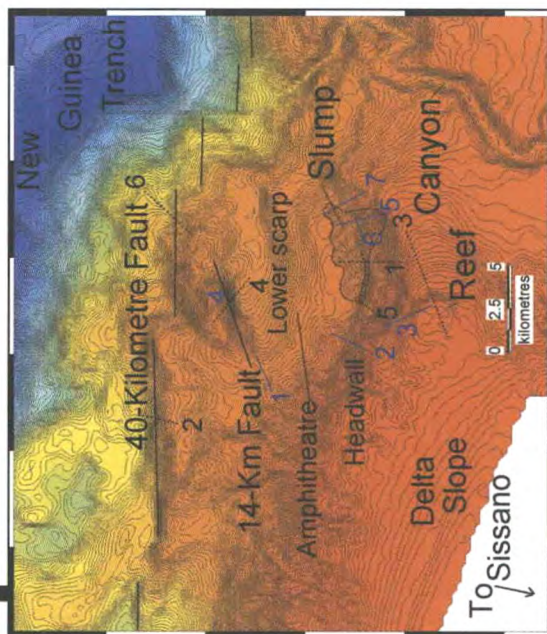 New
Guinea
Trench
40-Kilometre Fault 6
2
14-Km Fault
4
4
1
Lower scarp
Amphitheatre
Slump
Headwall
7
5
6
1
5
3
2
3
Canyon
Reef
Delta
Slope
0 2.5 5
kilometres
To
Sissano